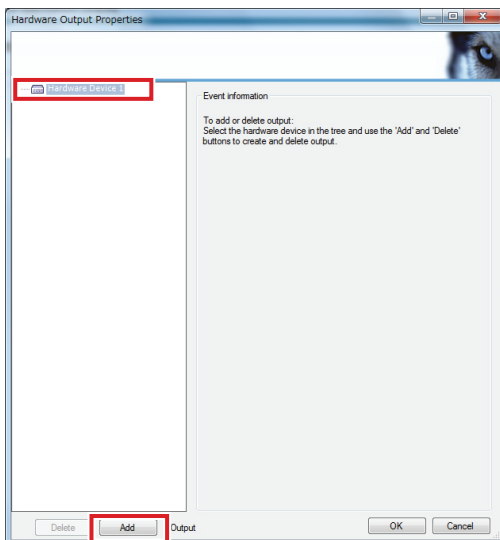 Hardware Output Properties
Hardware Device 1
Event information
To add or delete output:
Select the hardware device in the tree and use the 'Add' and 'Delete'
buttons to create and delete output.
Delete
Add
Output
OK
Cancel